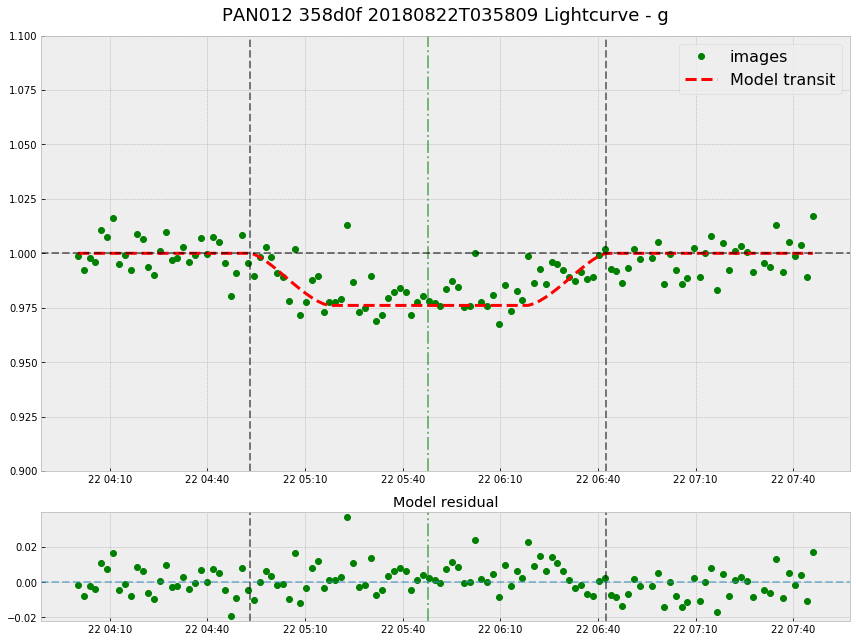 PAN012 358d0f 20180822T035809 Lightcurve - g
images
Model transit
1.100
1.075
1.050
1.025
1.000
0.975
0.950
0.925
0.900
22 04:10 22 04:40 22 05:10 22 05:40 22 06:10 22 06:40 22 07:10 22 07:40
Model residual
0.02
0.00
−0.02
22 04:10 22 04:40 22 05:10 22 05:40 22 06:10 22 06:40 22 07:10 22 07:40